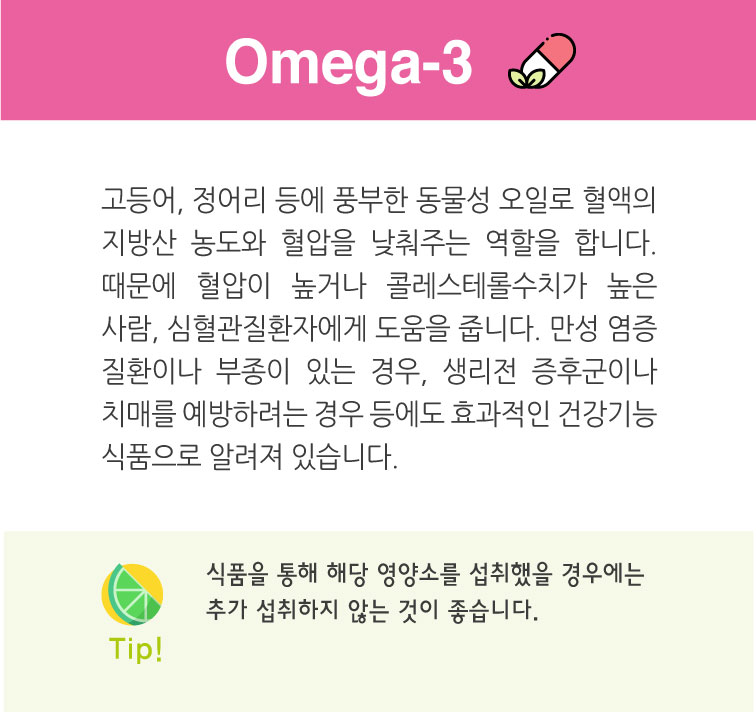 Omega-3
고등어, 정어리 등에 풍부한 동물성 오일로 혈액의
지방산 농도와 혈압을 낮춰주는 역할을 합니다.
때문에 혈압이 높거나 콜레스테롤수치가 높은
사람, 심혈관질환자에게 도움을 줍니다. 만성 염증
질환이나 부종이 있는 경우, 생리전 증후군이나
치매를 예방하려는 경우 등에도 효과적인 건강기능
식품으로 알려져 있습니다.
식품을 통해 해당 영양소를 섭취했을 경우에는
추가 섭취하지 않는 것이 좋습니다.
Tip!